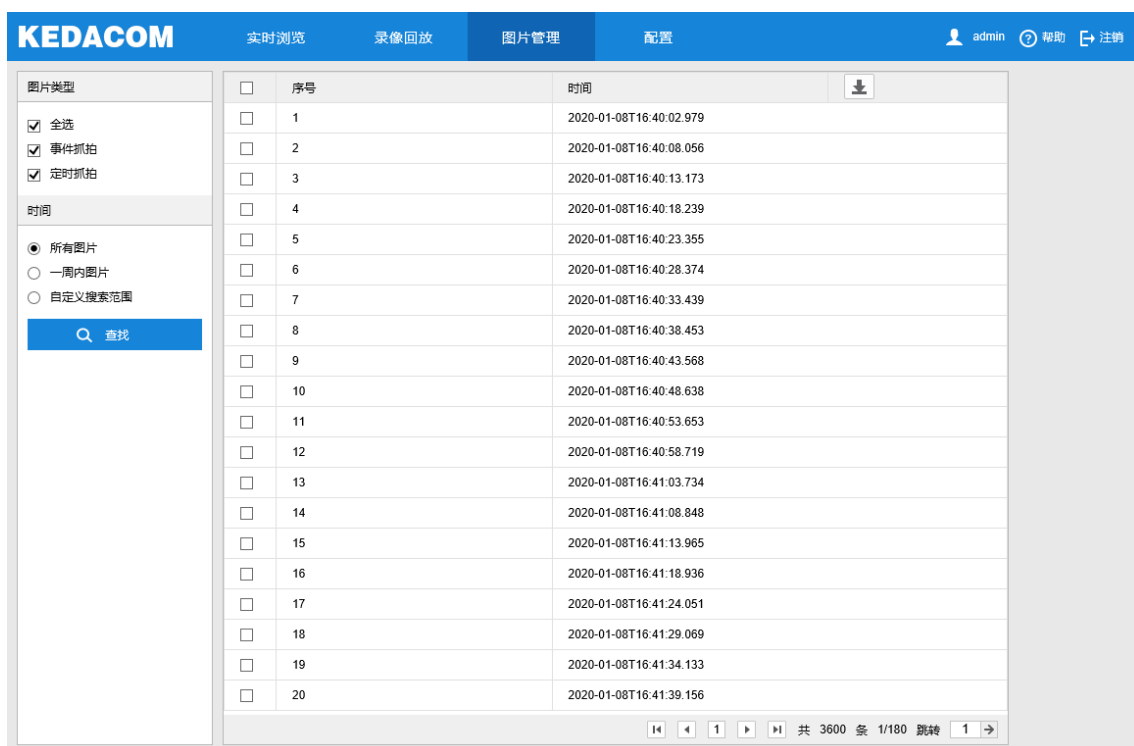 KEDACOM 实时浏览 录像回放 图片管理 配置 admin 帮助 注销
图片类型
全选
事件抓拍
定时抓拍
时间
所有图片
一周内图片
自定义搜索范围
查找
序号 时间
1 2020-01-08T16:40:02.979
2 2020-01-08T16:40:08.056
3 2020-01-08T16:40:13.173
4 2020-01-08T16:40:18.239
5 2020-01-08T16:40:23.355
6 2020-01-08T16:40:28.374
7 2020-01-08T16:40:33.439
8 2020-01-08T16:40:38.453
9 2020-01-08T16:40:43.568
10 2020-01-08T16:40:48.638
11 2020-01-08T16:40:53.653
12 2020-01-08T16:40:58.719
13 2020-01-08T16:41:03.734
14 2020-01-08T16:41:08.848
15 2020-01-08T16:41:13.965
16 2020-01-08T16:41:18.936
17 2020-01-08T16:41:24.051
18 2020-01-08T16:41:29.069
19 2020-01-08T16:41:34.133
20 2020-01-08T16:41:39.156
1 共 3600 条 1/180 跳转 1